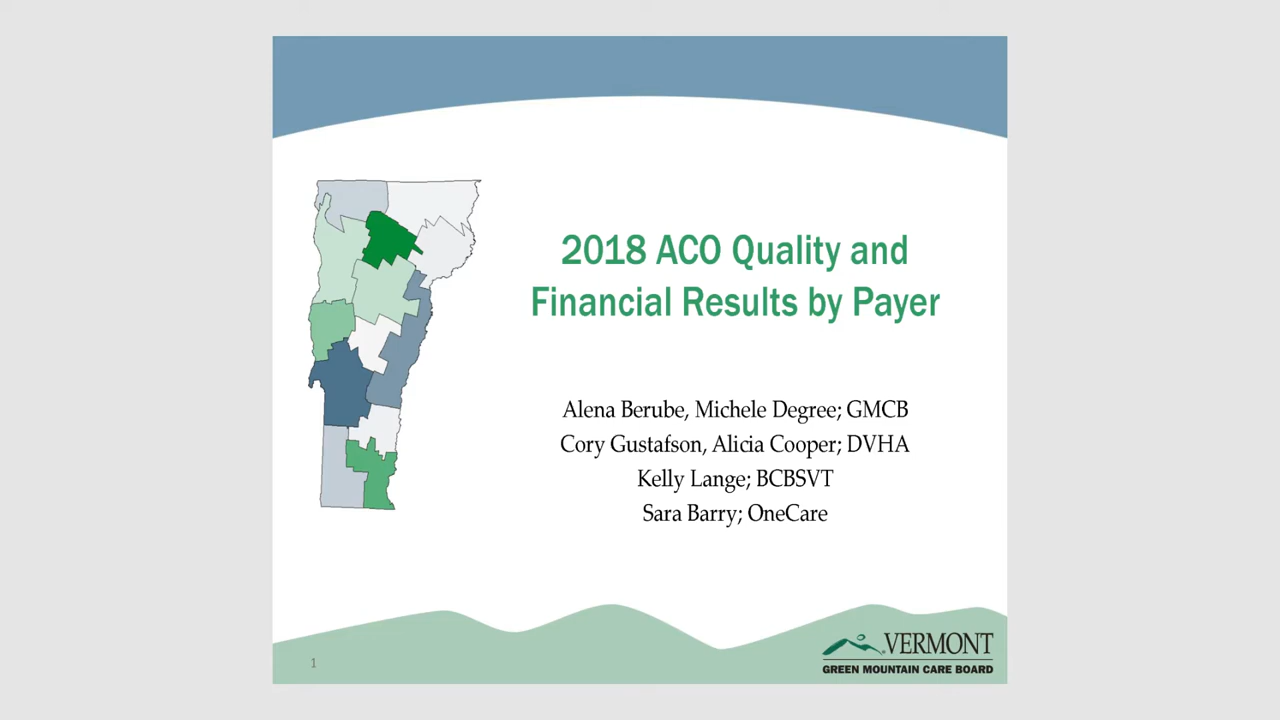 2018 ACO Quality and
Financial Results by Payer
Alena Berube, Michele Degree; GMCB
Cory Gustafson, Alicia Cooper; DVHA
Kelly Lange; BCBSVT
Sara Barry; OneCare
1
VERMONT
GREEN MOUNTAIN CARE BOARD